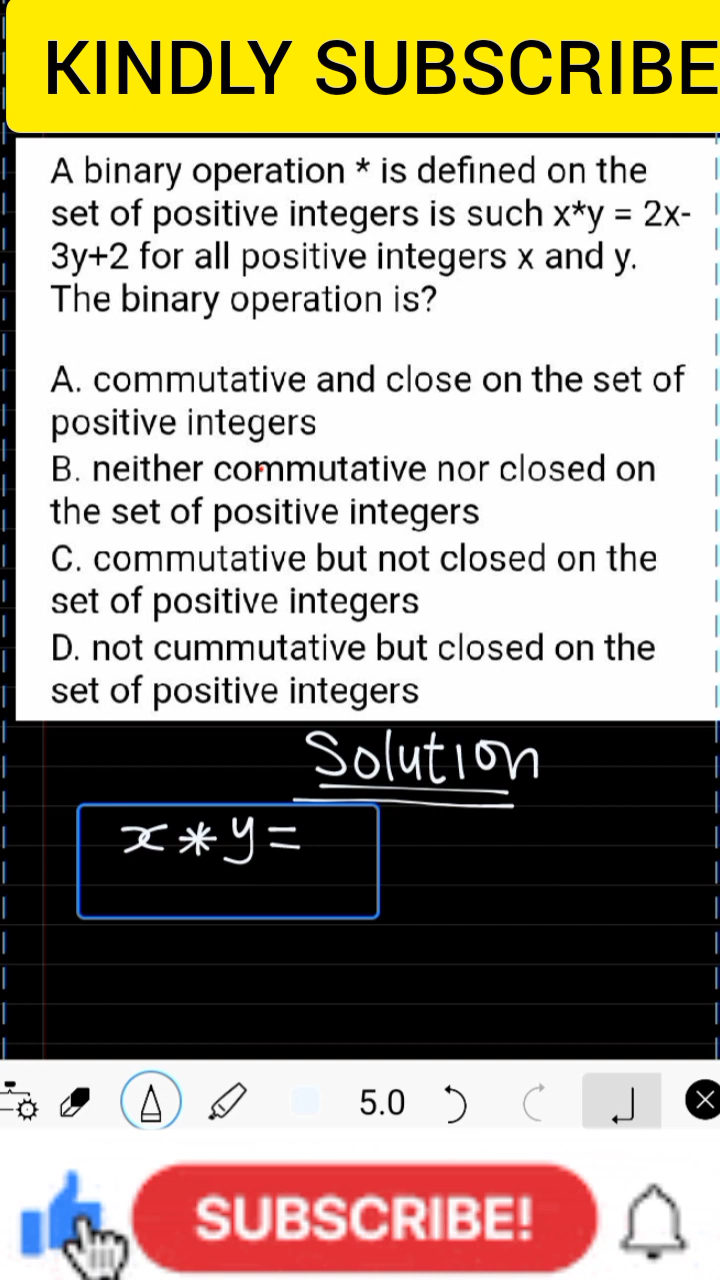 KINDLY SUBSCRIBE
A binary operation * is defined on the
set of positive integers is such x*y = 2x-
3y+2 for all positive integers x and y.
The binary operation is?
A. commutative and close on the set of
positive integers
B. neither commutative nor closed on
the set of positive integers
C. commutative but not closed on the
set of positive integers
D. not cummutative but closed on the
set of positive integers
Solution
x * y =
5.0
SUBSCRIBE!